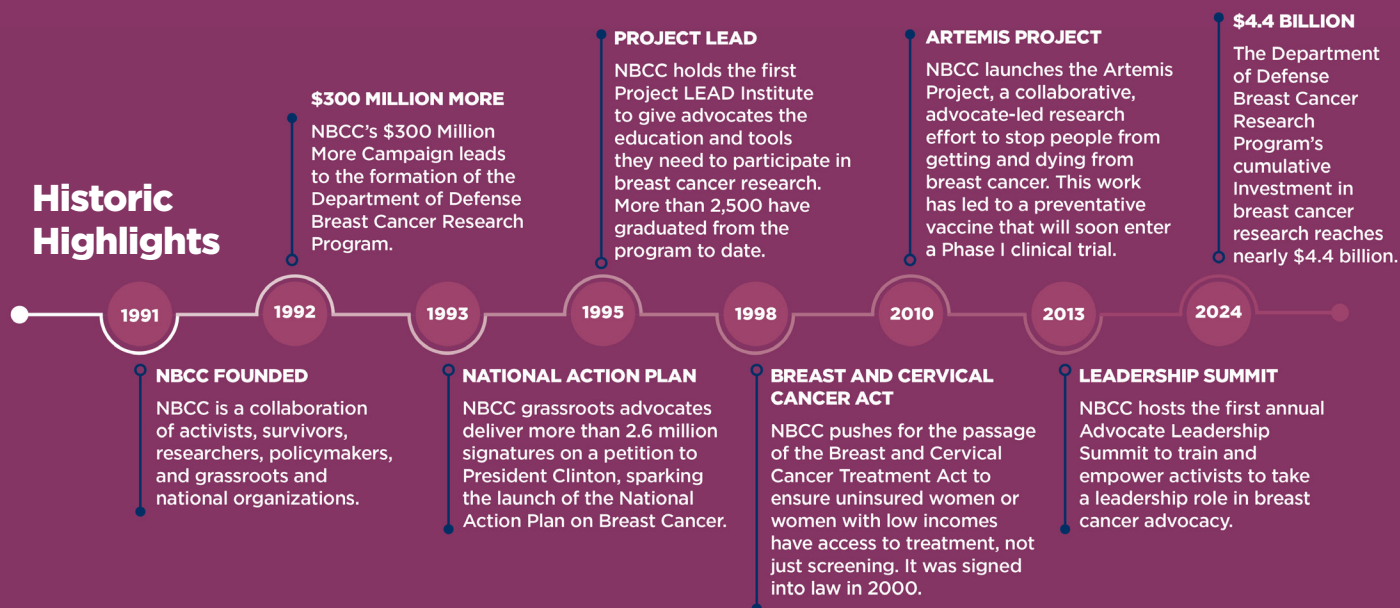 Historic
Highlights
1991
NBCC FOUNDED
NBCC is a collaboration
of activists, survivors,
researchers, policymakers,
and grassroots and
national organizations.
1992
$300 MILLION MORE
NBCC’s $300 Million
More Campaign leads
to the formation of the
Department of Defense
Breast Cancer Research
Program.
1993
NATIONAL ACTION PLAN
NBCC grassroots advocates
deliver more than 2.6 million
signatures on a petition to
President Clinton, sparking
the launch of the National
Action Plan on Breast Cancer.
1995
PROJECT LEAD
NBCC holds the first
Project LEAD Institute
to give advocates the
education and tools
they need to participate in
breast cancer research.
More than 2,500 have
graduated from the
program to date.
1998
BREAST AND CERVICAL
CANCER ACT
NBCC pushes for the passage
of the Breast and Cervical
Cancer Treatment Act to
ensure uninsured women or
women with low incomes
have access to treatment, not
just screening. It was signed
into law in 2000.
2010
ARTEMIS PROJECT
NBCC launches the Artemis
Project, a collaborative,
advocate-led research
effort to stop people from
getting and dying from
breast cancer. This work
has led to a preventative
vaccine that will soon enter
a Phase I clinical trial.
2013
LEADERSHIP SUMMIT
NBCC hosts the first annual
Advocate Leadership
Summit to train and
empower activists to take
a leadership role in breast
cancer advocacy.
2024
$4.4 BILLION
The Department
of Defense
Breast Cancer
Research
Program’s
cumulative
Investment in
breast cancer
research reaches
nearly $4.4 billion.